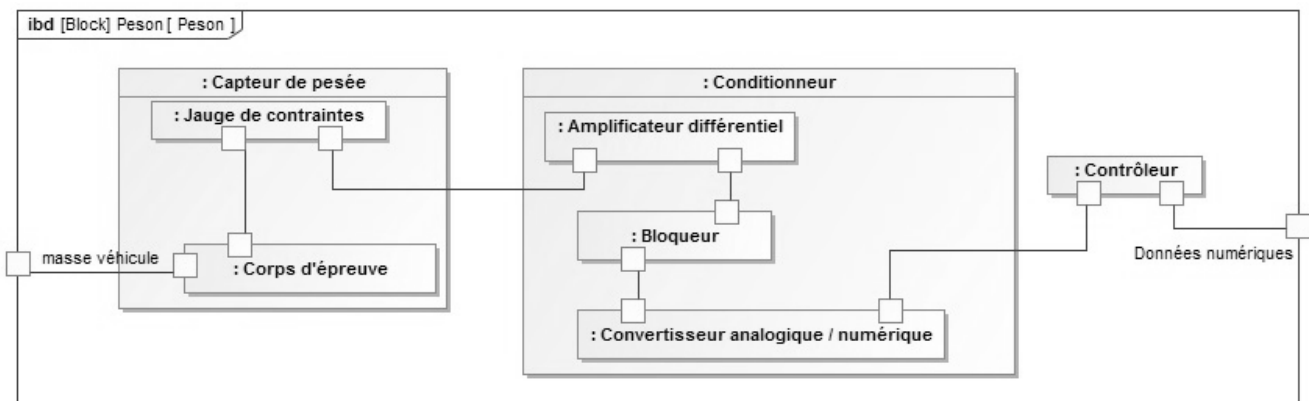 ibd [Block] Peson [ Peson ]
: Capteur de pesée
: Jauge de contraintes
masse véhicule
: Corps d'épreuve
: Conditionneur
: Amplificateur différentiel
: Bloqueur
: Convertisseur analogique / numérique
: Contrôleur
Données numériques